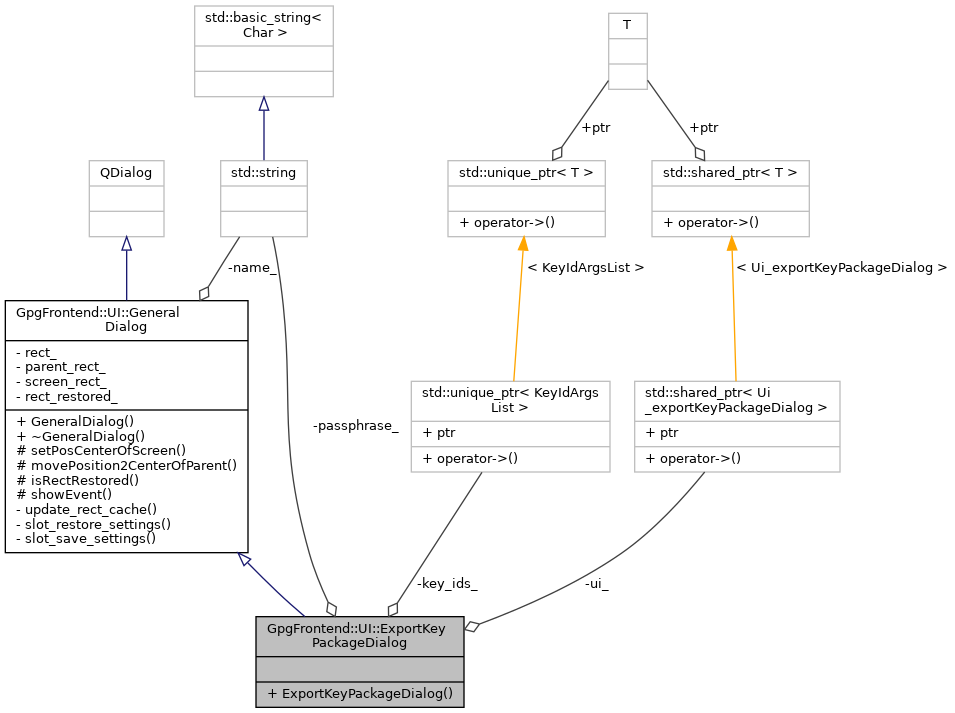 std::basic_string<
Char >
T
+ptr
+ptr
QDialog
std::string
std::unique_ptr< T >
+ operator->()
std::shared_ptr< T >
+ operator->()
-name_
< KeyIdArgsList >
< Ui_exportKeyPackageDialog >
GpgFrontend::UI::General
Dialog
- rect_
- parent_rect_
- screen_rect_
- rect_restored_
+ GeneralDialog()
+ ~GeneralDialog()
# setPosCenterOfScreen()
# movePosition2CenterOfParent()
# isRectRestored()
# showEvent()
- update_rect_cache()
- slot_restore_settings()
- slot_save_settings()
-passphrase_
std::unique_ptr< KeyIdArgs
List >
+ ptr
+ operator->()
std::shared_ptr< Ui
_exportKeyPackageDialog >
+ ptr
+ operator->()
-key_ids_
-ui_
GpgFrontend::UI::ExportKey
PackageDialog
+ ExportKeyPackageDialog()